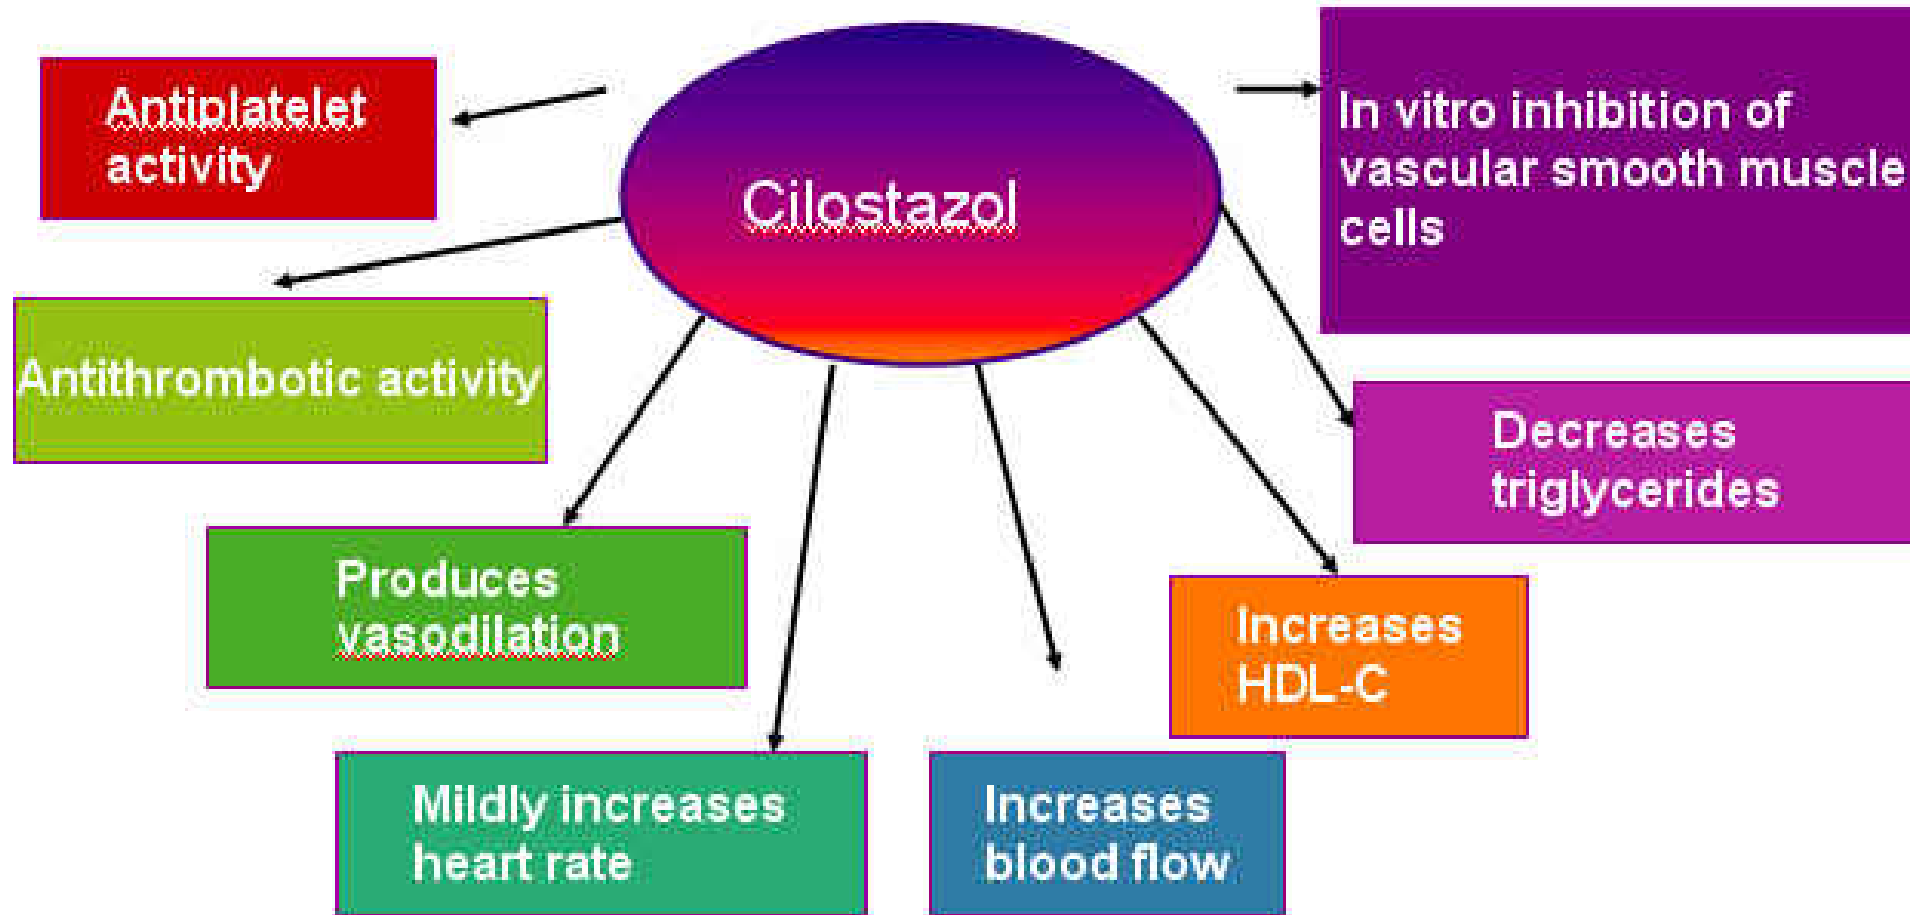 Cilostazol
Antiplatelet
activity
Antithrombotic activity
Produces
vasodilation
Mildly increases
heart rate
Increases
blood flow
Increases
HDL-C
Decreases
triglycerides
In vitro inhibition of
vascular smooth muscle
cells